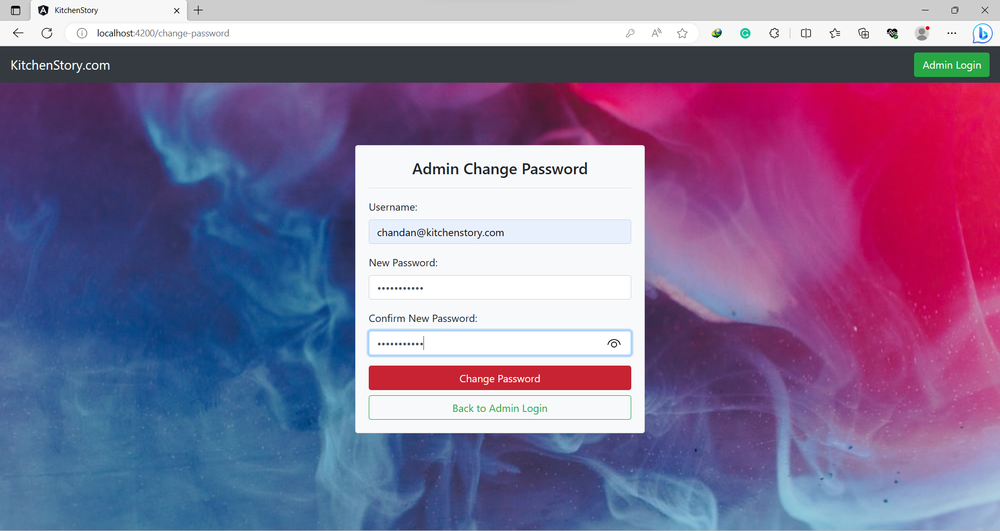 KitchenStory
localhost:4200/change-password
KitchenStory.com
Admin Login
Admin Change Password
Username:
chandan@kitchenstory.com
New Password:
•••••••••••
Confirm New Password:
•••••••••••
Change Password
Back to Admin Login